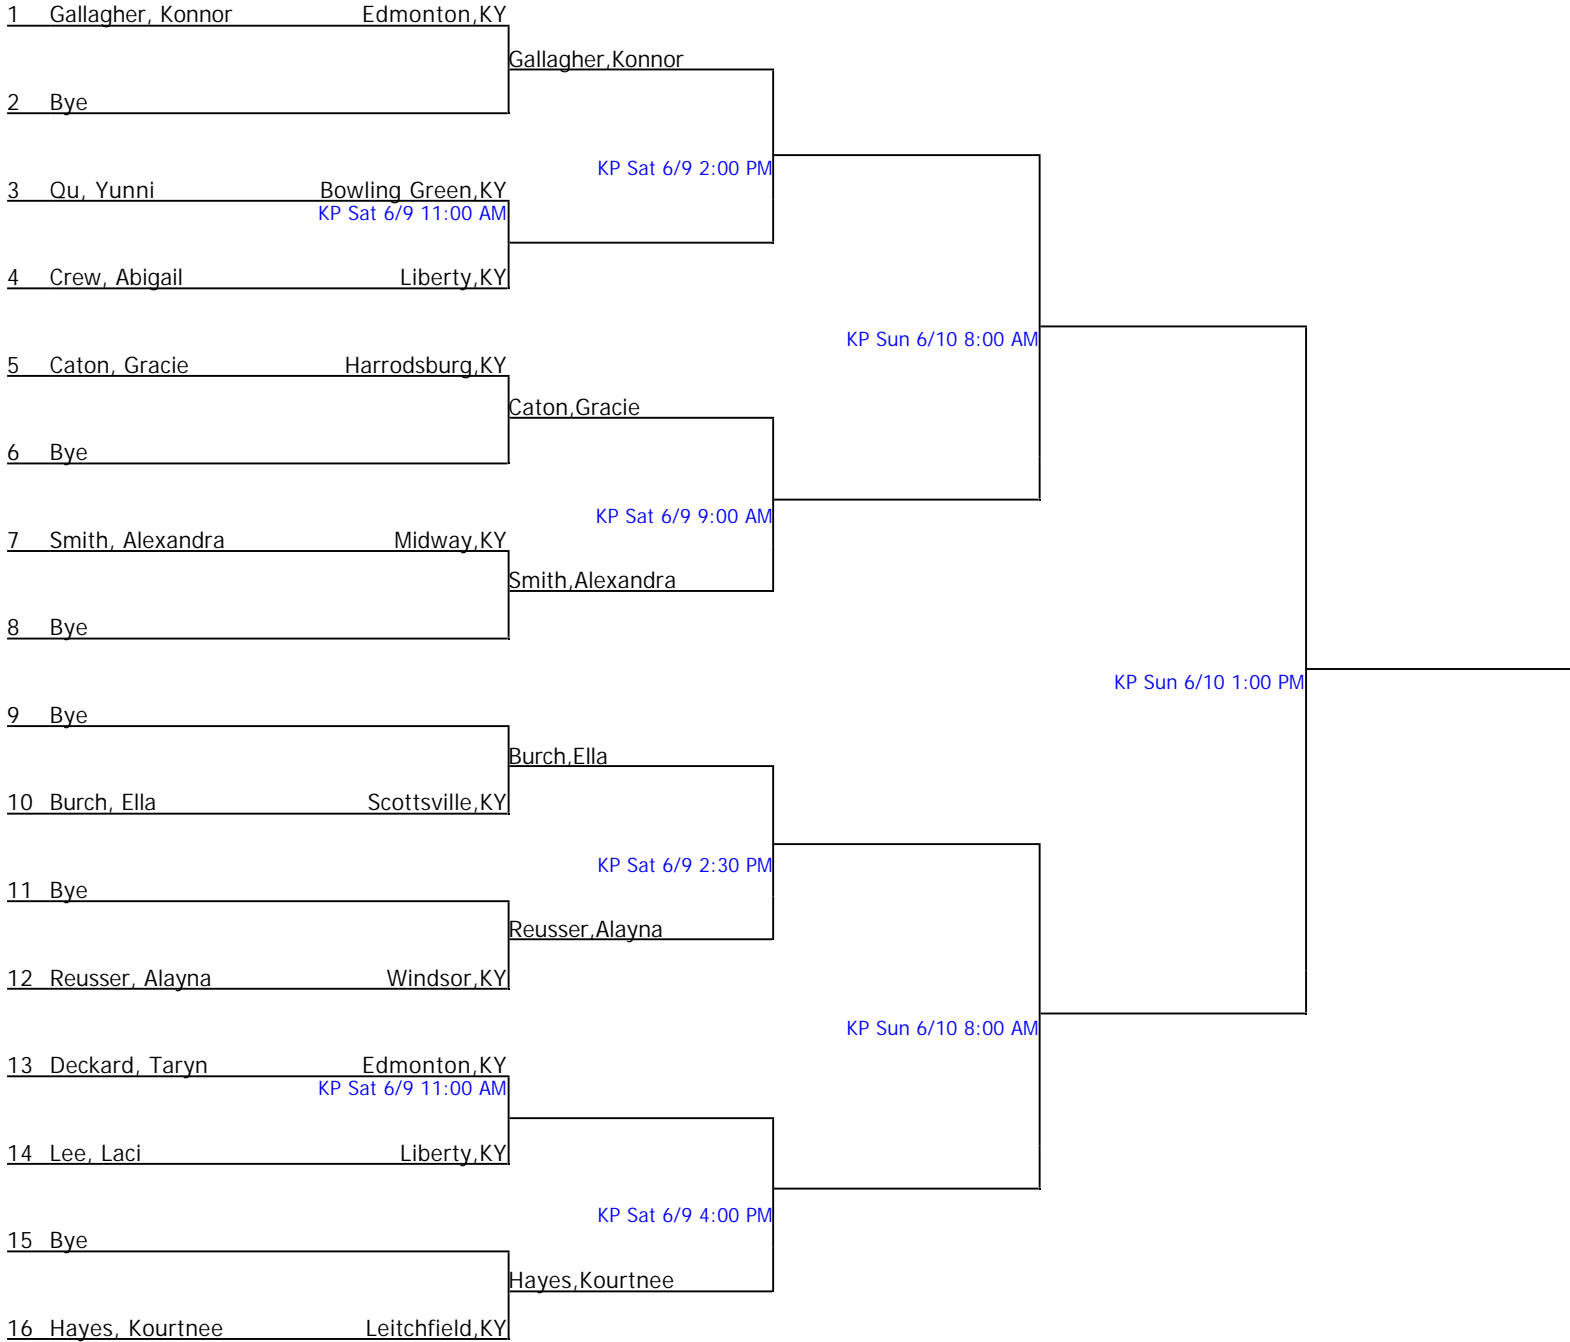 1 Gallagher, Konnor Edmonton,KY
Gallagher,Konnor
2 Bye
KP Sat 6/9 2:00 PM
3 Qu, Yunni Bowling Green,KY
KP Sat 6/9 11:00 AM
4 Crew, Abigail Liberty,KY
KP Sun 6/10 8:00 AM
5 Caton, Gracie Harrodsburg,KY
Caton,Gracie
6 Bye
KP Sat 6/9 9:00 AM
7 Smith, Alexandra Midway,KY
Smith,Alexandra
8 Bye
KP Sun 6/10 1:00 PM
9 Bye
Burch,Ella
10 Burch, Ella Scottsville,KY
KP Sat 6/9 2:30 PM
11 Bye
Reusser,Alayna
12 Reusser, Alayna Windsor,KY
KP Sun 6/10 8:00 AM
13 Deckard, Taryn Edmonton,KY
KP Sat 6/9 11:00 AM
14 Lee, Laci Liberty,KY
KP Sat 6/9 4:00 PM
15 Bye
Hayes,Kourtnee
16 Hayes, Kourtnee Leitchfield,KY